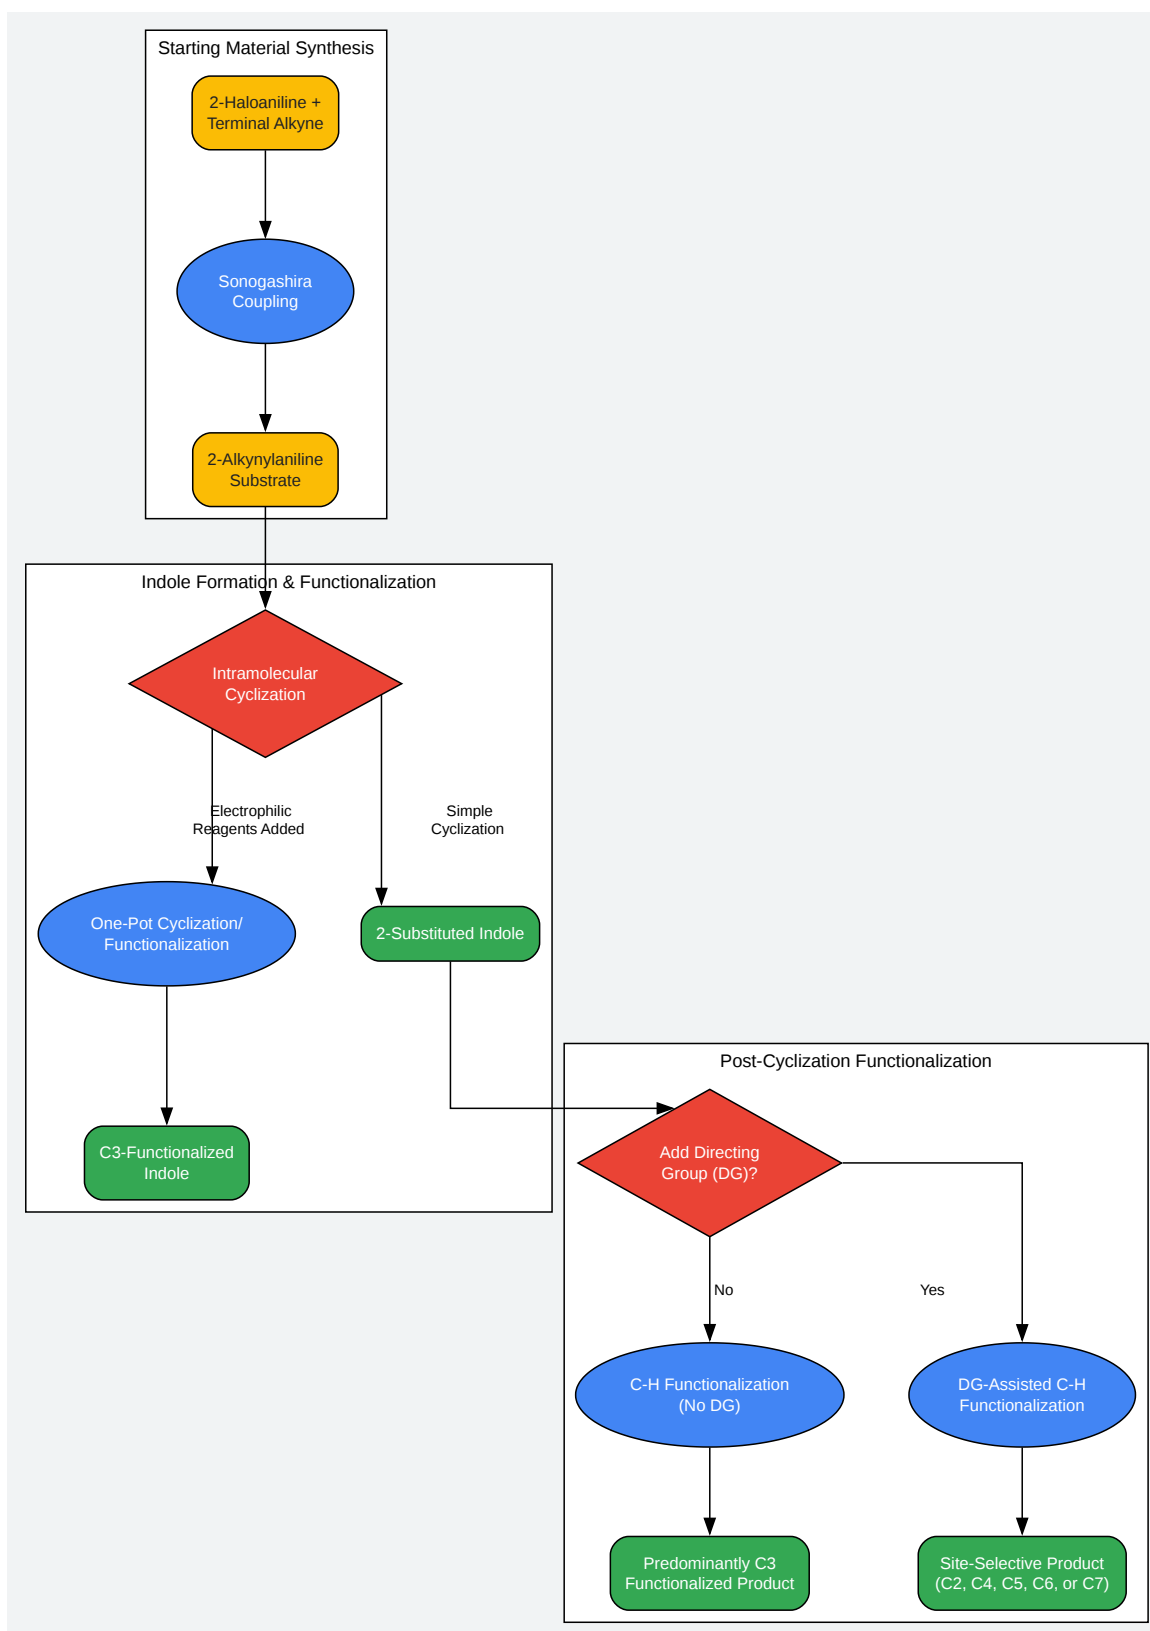 Starting Material Synthesis
2-Haloaniline +
Terminal Alkyne
Sonogashira
Coupling
2-Alkynylaniline
Substrate
Indole Formation & Functionalization
Intramolecular
Cyclization
Electrophilic
Reagents Added
Simple
Cyclization
One-Pot Cyclization/
Functionalization
2-Substituted Indole
C3-Functionalized
Indole
Post-Cyclization Functionalization
Add Directing
Group (DG)?
No
Yes
C-H Functionalization
(No DG)
DG-Assisted C-H
Functionalization
Predominantly C3
Functionalized Product
Site-Selective Product
(C2, C4, C5, C6, or C7)